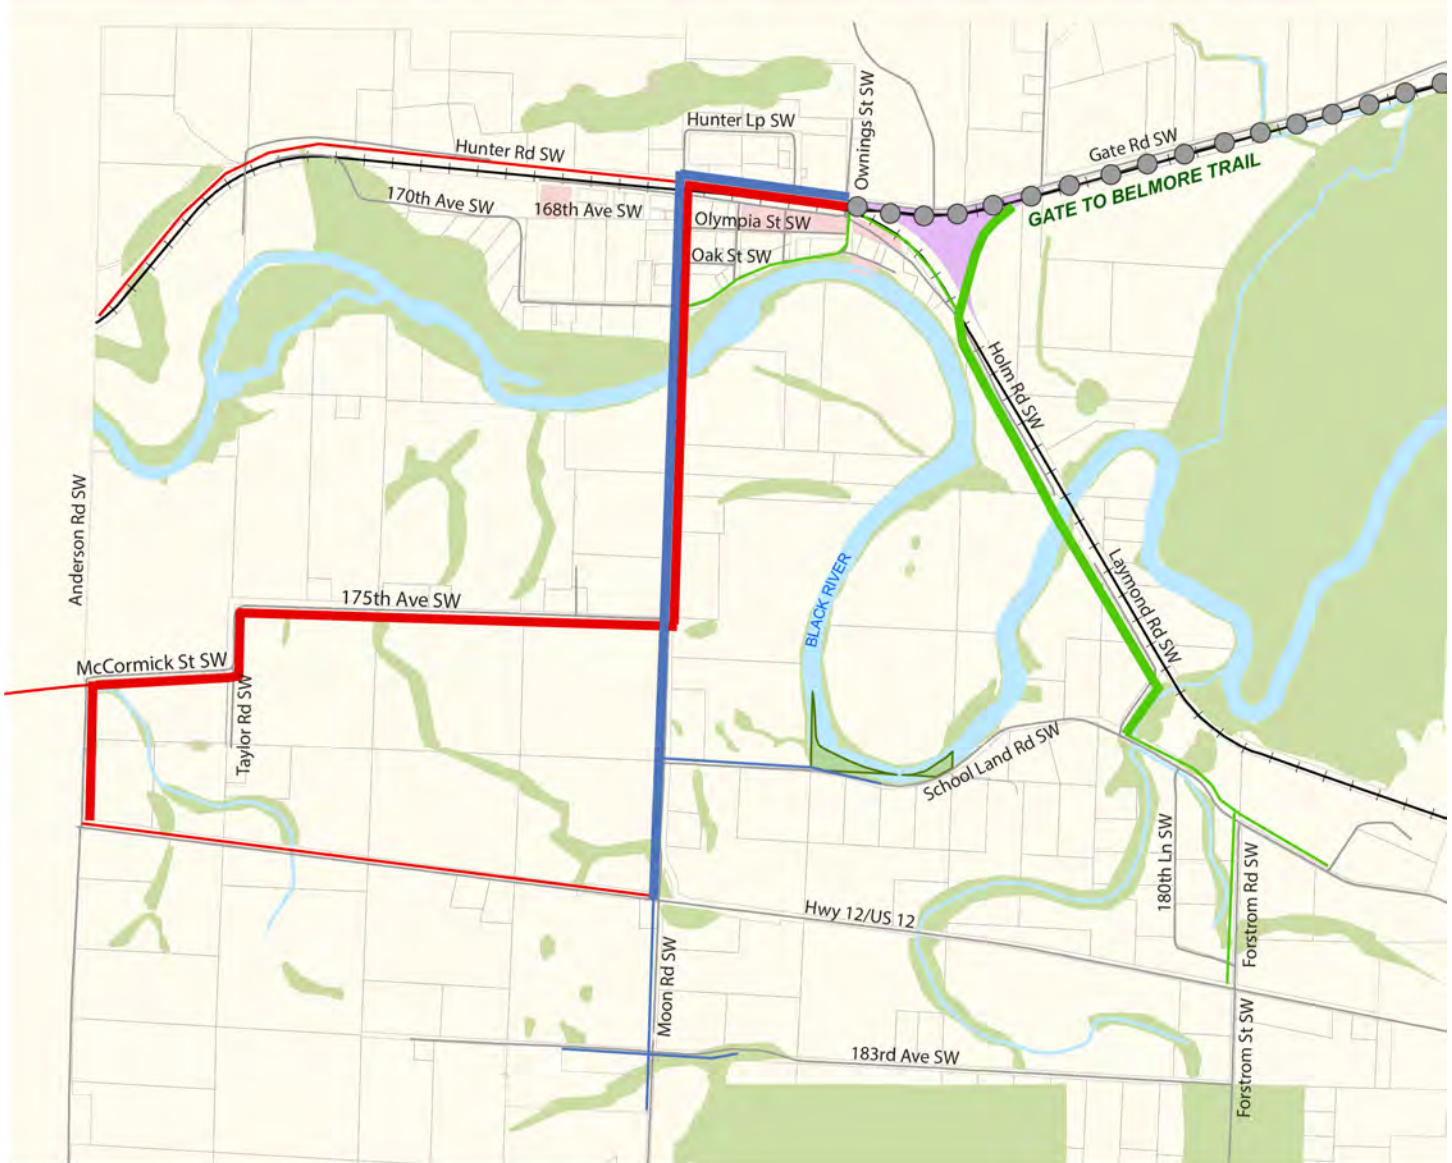 Hunter Lp SW
Ownings St SW
Hunter Rd SW
Gate Rd SW
GATE TO BELMORE TRAIL
170th Ave SW
168th Ave SW
Olympia St SW
Oak St SW
Holm Rd SW
Anderson Rd SW
BLACK RIVER
Laymond Rd SW
175th Ave SW
McCormick St SW
Taylor Rd SW
School Land Rd SW
180th Ln SW
Forstrom Rd SW
Hwy 12/US 12
Moon Rd SW
183rd Ave SW
Forstrom St SW